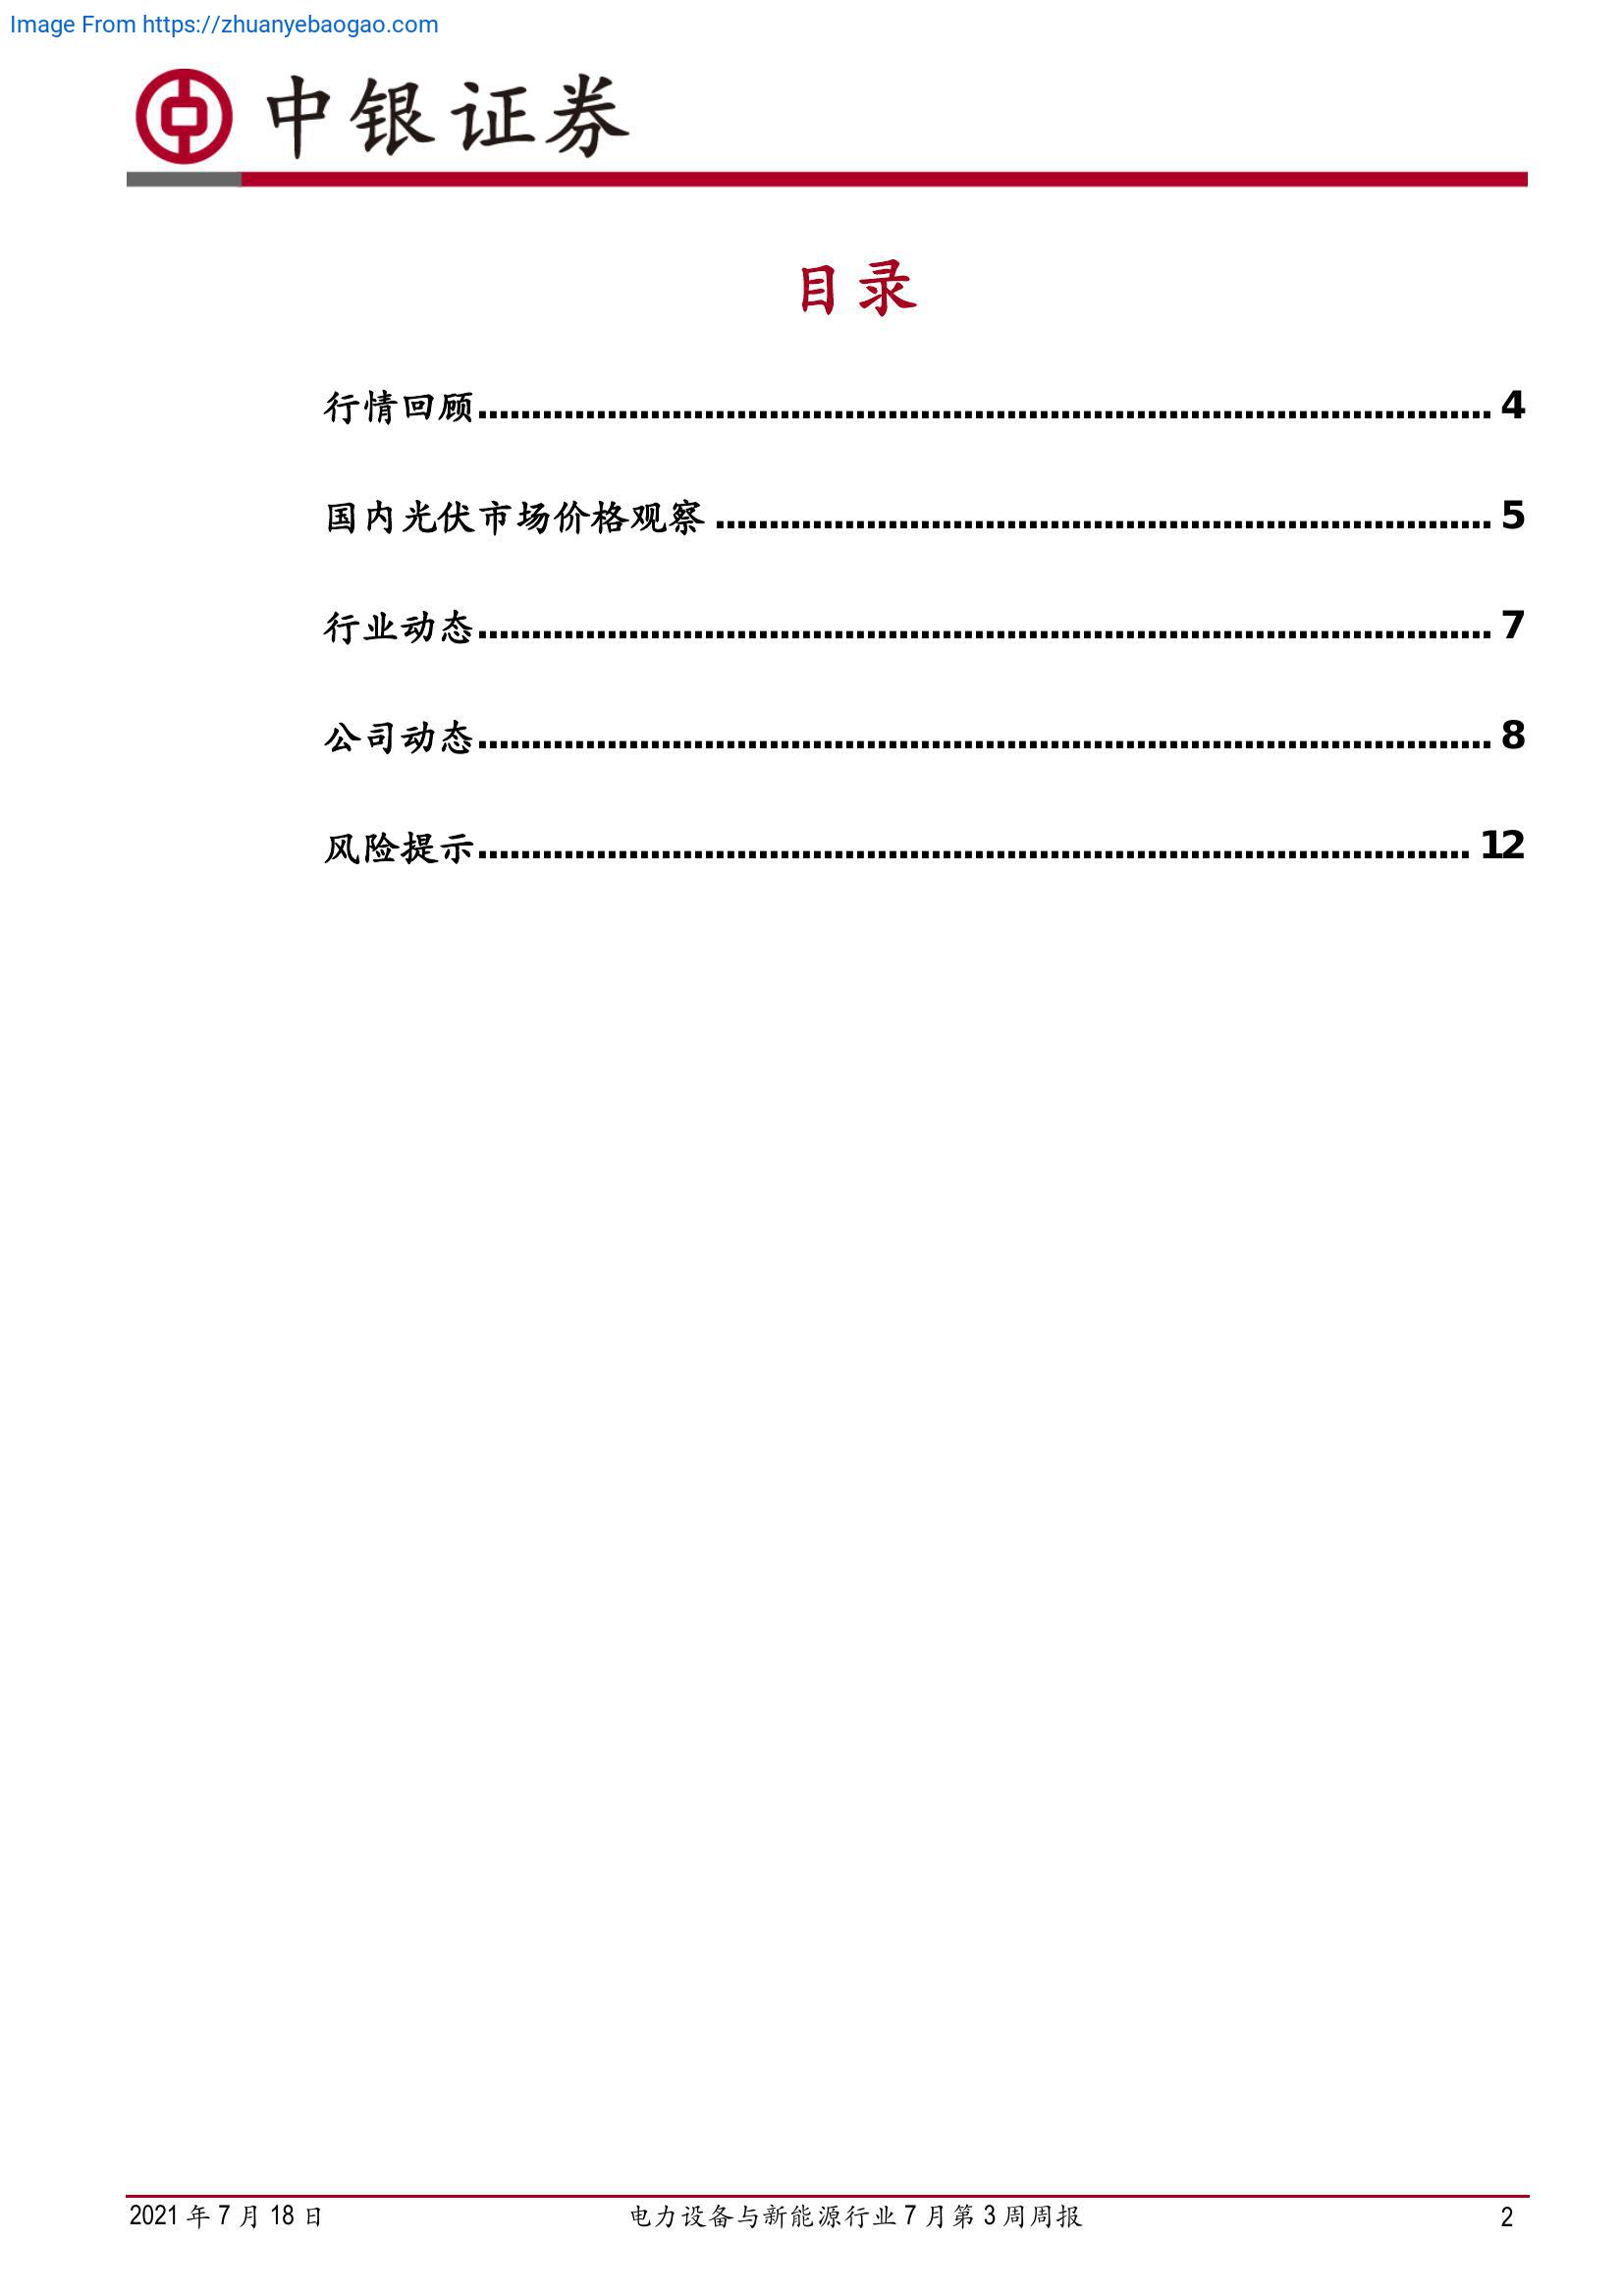 Image From https://zhuanyebaogao.com
中银证券
目录
行情回顾........................................................................................................ 4
国内光伏市场价格观察 ................................................................................ 5
行业动态........................................................................................................ 7
公司动态........................................................................................................ 8
风险提示...................................................................................................... 12
2021 年 7 月 18 日 电力设备与新能源行业 7 月第 3 周周报 2